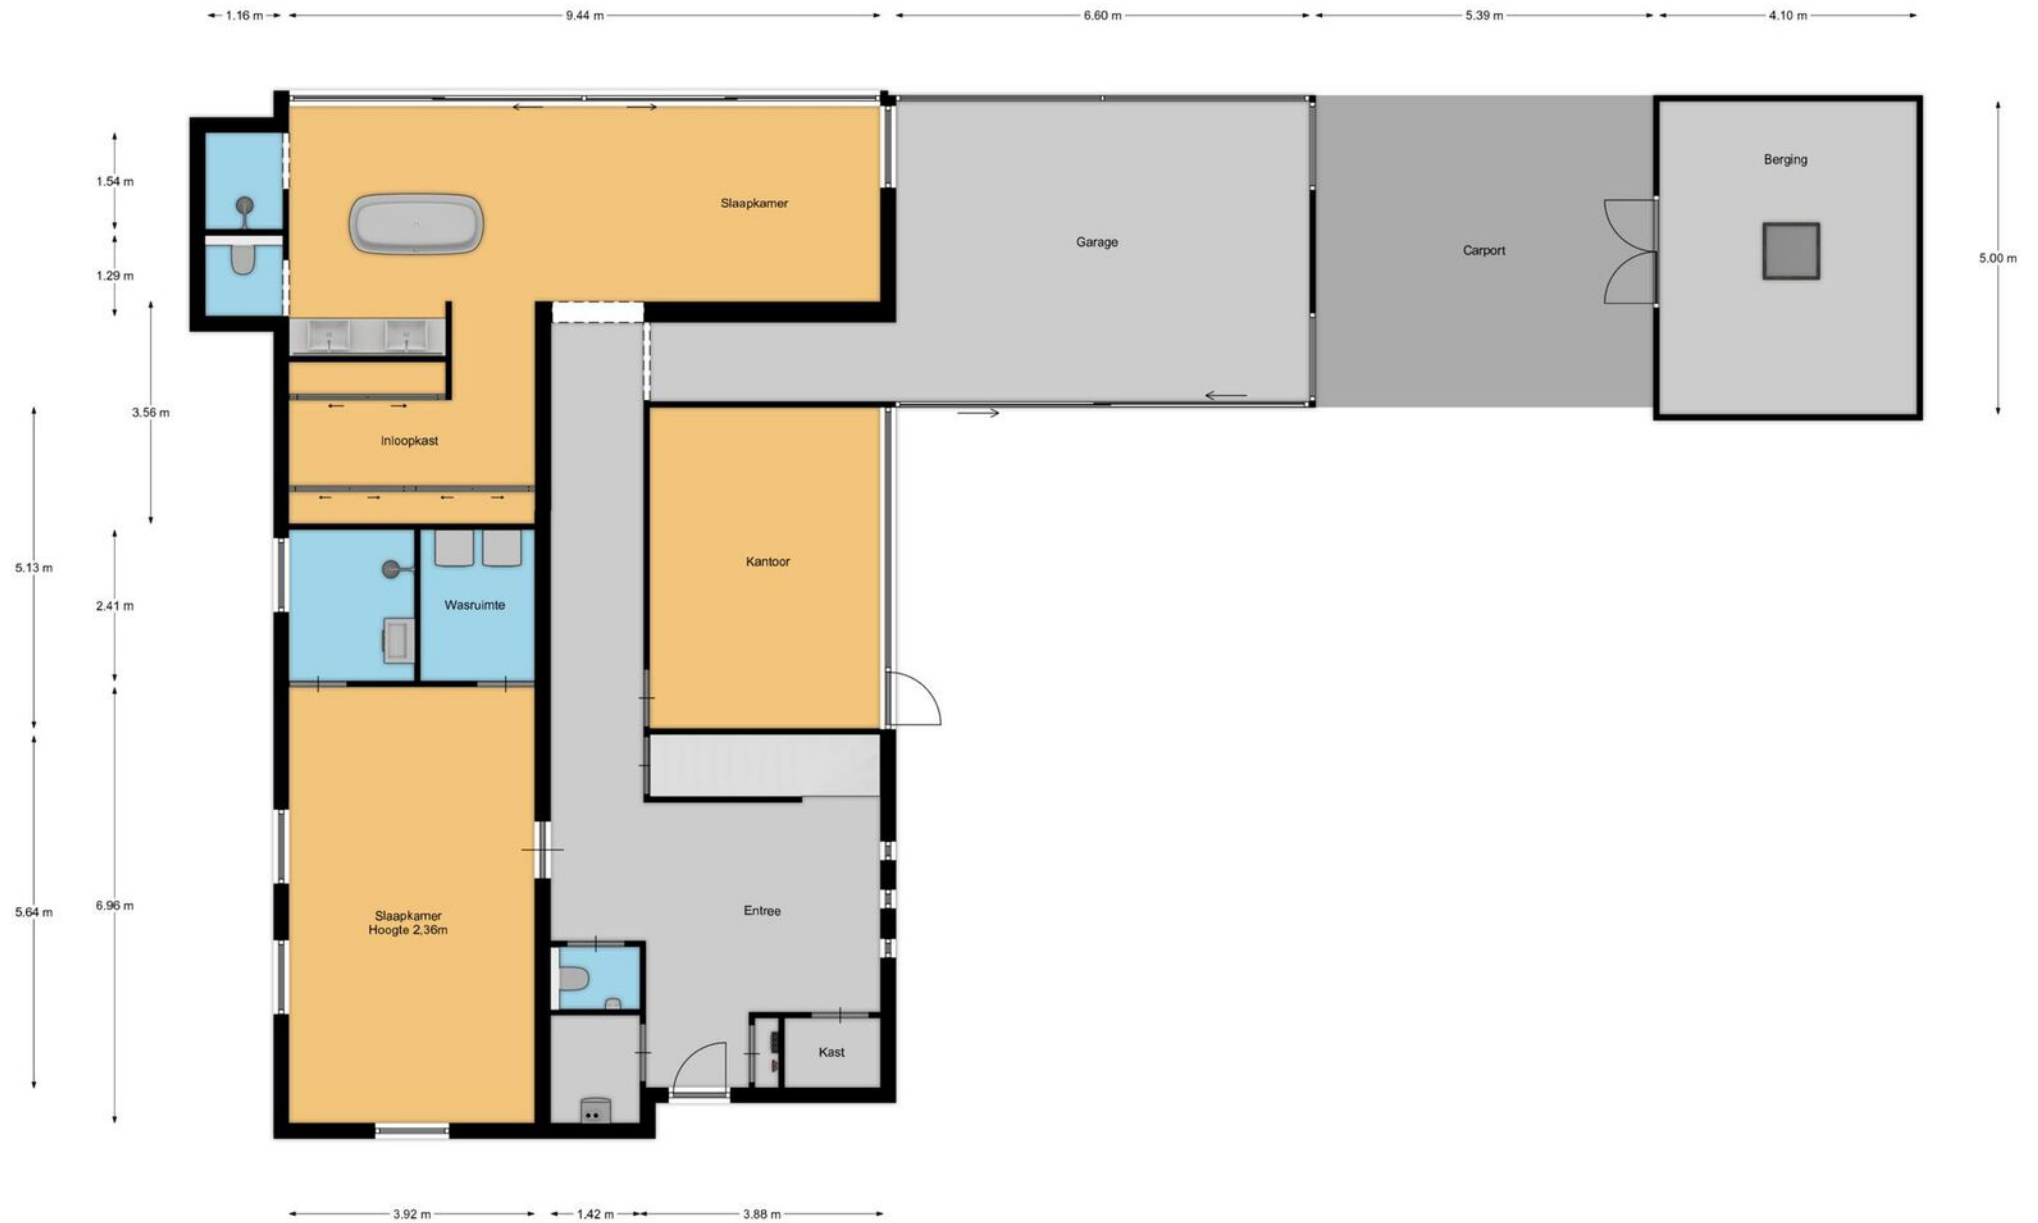 1.16 m
9.44 m
6.60 m
5.39 m
4.10 m
Berging
1.54 m
Slaapkamer
Garage
Carport
5.00 m
1.29 m
3.56 m
Inloopkast
5.13 m
Kantoor
2.41 m
Wasruimte
6.96 m
5.64 m
Slaapkamer
Hoogte 2,36m
Entree
Kast
3.92 m
1.42 m
3.88 m